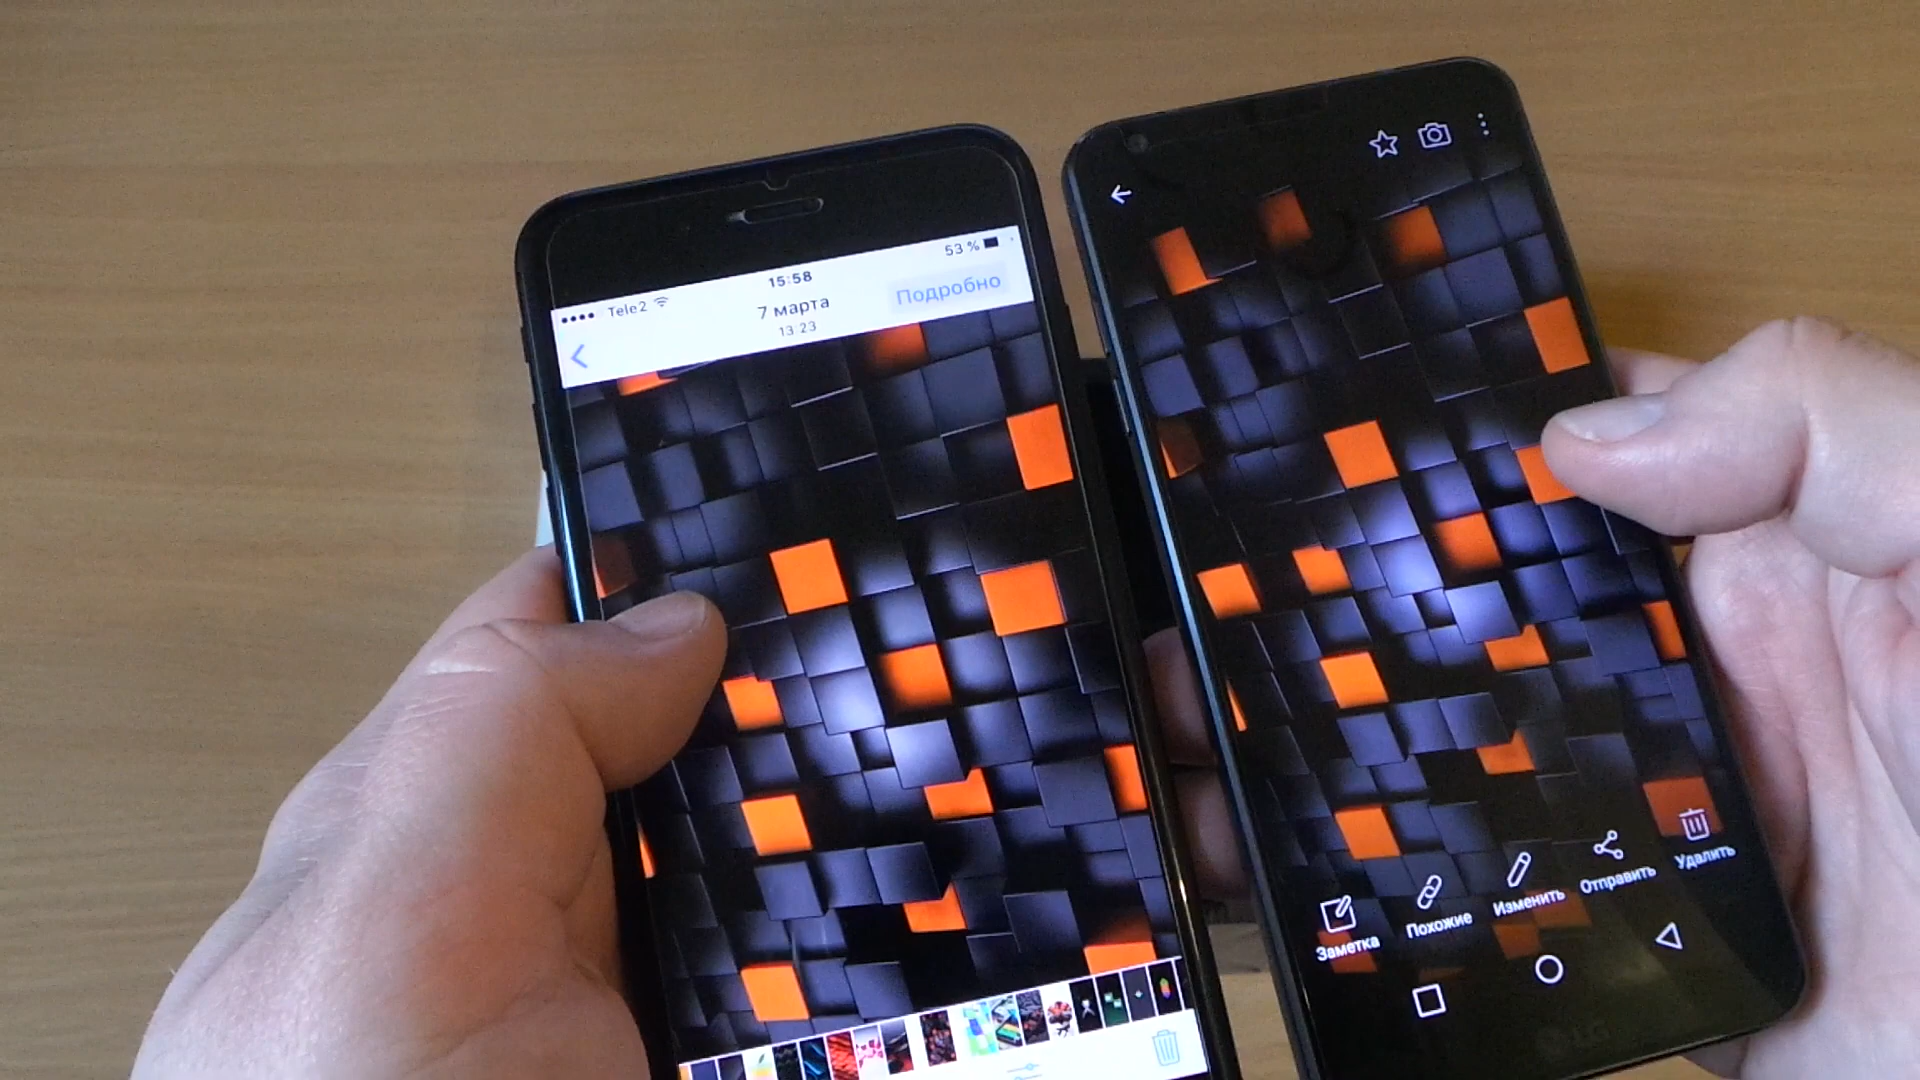 Tele2
15:58
53 %
7 марта
13:23
Подробно
Заметка
Похожие
Изменить
Отправить
Удалить